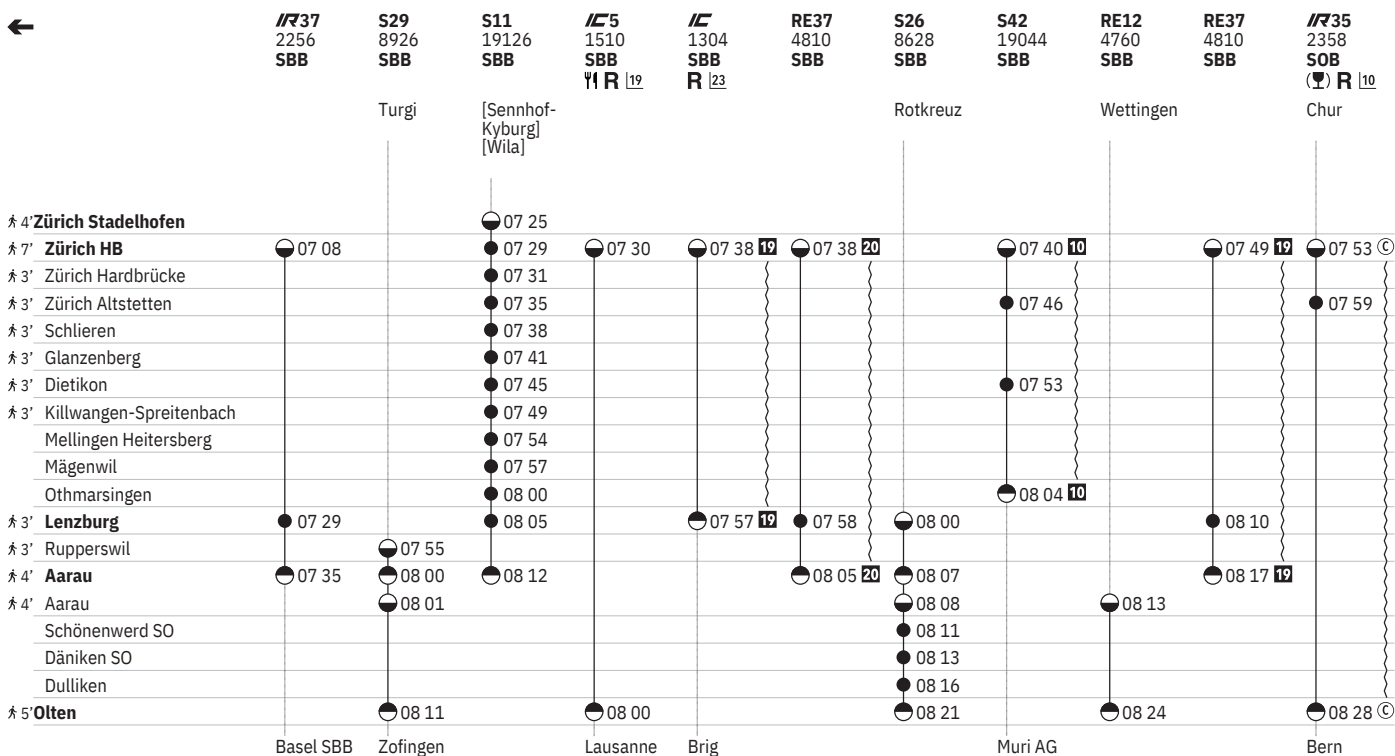 IR37 S29 S11 IC5 IC RE37 S26 S42 RE12 RE37 IR35
2256 8926 19126 1510 1304 4810 8628 19044 4760 4810 2358
SBB SBB SBB SBB SBB SBB SBB SBB SBB SBB SOB
R 19 R 23 R 10
Turgi [Sennhof- Rotkreuz Wettingen Chur
Kyburg]
[Wila]
4’ Zürich Stadelhofen 07 25
7’ Zürich HB 07 08 07 29 07 30 07 38 19 07 38 20 07 40 10 07 49 19 07 53 C
3’ Zürich Hardbrücke 07 31
3’ Zürich Altstetten 07 35 07 46 07 59
3’ Schlieren 07 38
3’ Glanzenberg 07 41
3’ Dietikon 07 45 07 53
3’ Killwangen-Spreitenbach 07 49
Mellingen Heitersberg 07 54
Mägenwil 07 57
Othmarsingen 08 00 08 04 10
3’ Lenzburg 07 29 08 05 07 57 19 07 58 08 00 08 10
3’ Rupperswil 07 55
4’ Aarau 07 35 08 00 08 12 08 05 20 08 07 08 17 19
4’ Aarau 08 01 08 08 08 13
Schönenwerd SO 08 11
Däniken SO 08 13
Dulliken 08 16
5’ Olten 08 11 08 00 08 21 08 24 08 28 C
Basel SBB Zofingen Lausanne Brig Muri AG Bern